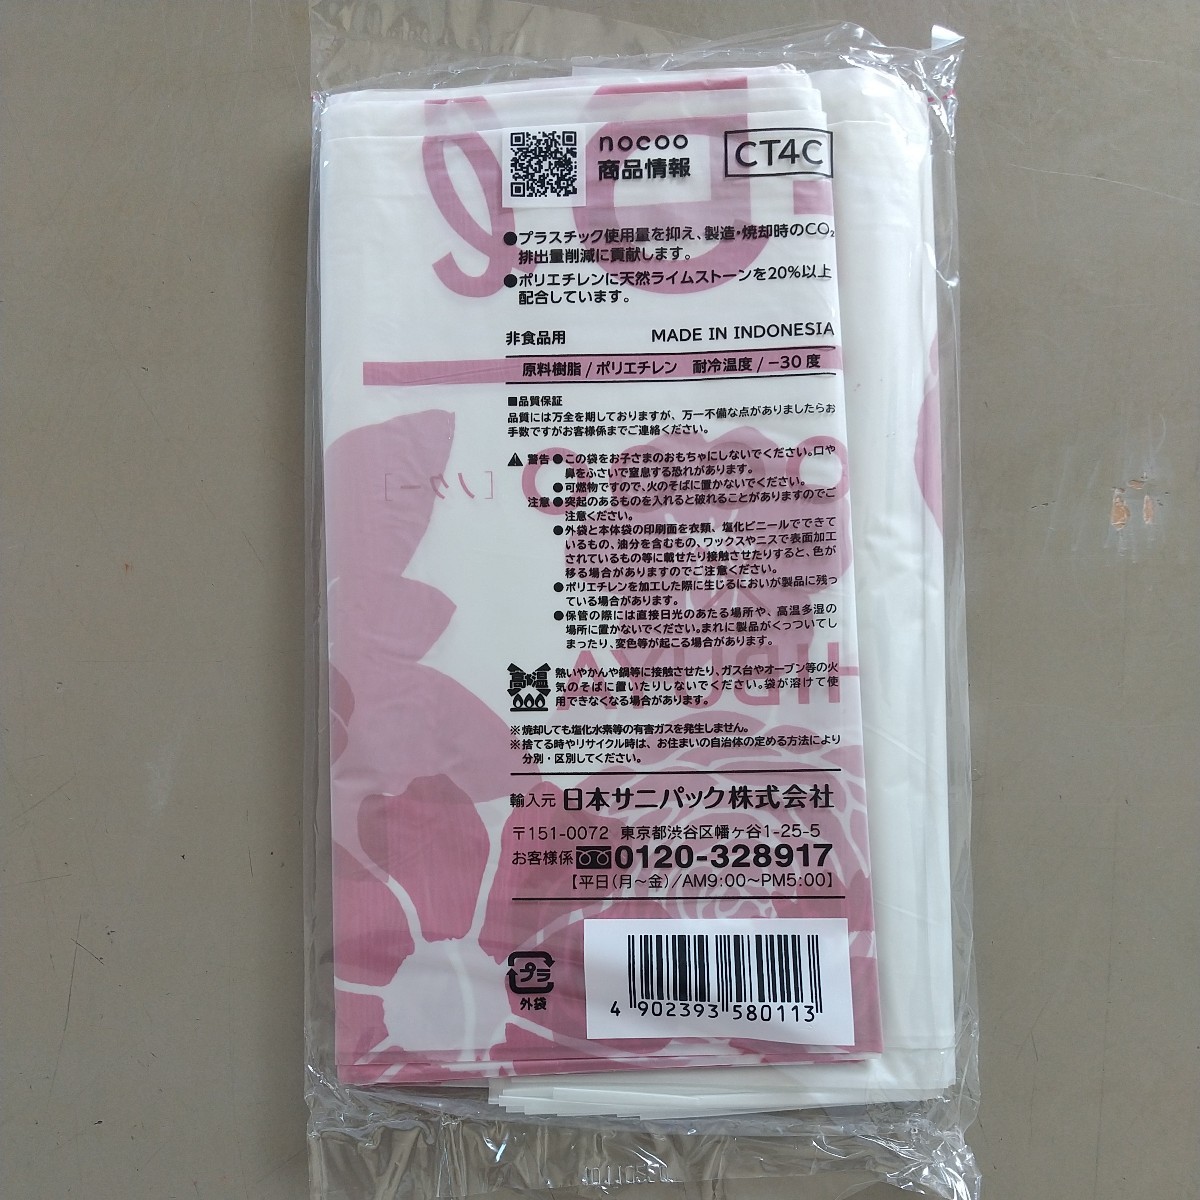 nocoo
商品情報
CT4C
●プラスチック使用量を抑え、製造・焼却時のCO₂
排出量削減に貢献します。
●ポリエチレンに天然ライムストーンを20%以上
配合しています。
非食品用 MADE IN INDONESIA
原料樹脂/ポリエチレン 耐冷温度/-30度
■品質保証
品質には万全を期しておりますが、万一不備な点がありましたらお
手数ですがお客様係までご連絡ください。
警告 ●この袋をお子さまのおもちゃにしないでください。口や
鼻をふさいで窒息する恐れがあります。
●可燃物ですので、火のそばに置かないでください。
注意 ●突起のあるものを入れると破れることがありますのでご
注意ください。
●外袋と本体袋の印刷面を衣類、塩化ビニールでできて
いるもの、油分を含むもの、ワックスやニスで表面加工
されているもの等に載せたり接触させたりすると、色が
移る場合がありますのでご注意ください。
●ポリエチレンを加工した際に生じるにおいが製品に残っ
ている場合があります。
●保管の際には直接日光のあたる場所や、高温多湿の
場所に置かないでください。まれに製品がくっついてし
まったり、変色等が起こる場合があります。
高温
熱いやかんや鍋等に接触させたり、ガス台やオーブン等の火
気のそばに置いたりしないでください。袋が溶けて使
用できなくなる場合があります。
※焼却しても塩化水素等の有害ガスを発生しません。
※捨てる時やリサイクル時は、お住まいの自治体の定める方法により
分別・区別してください。
輸入元 日本サニパック株式会社
〒151-0072 東京都渋谷区幡ヶ谷1-25-5
お客様係 0120-328917
【平日(月～金)/AM9:00～PM5:00】
プラ
外袋
4 902393 580113
[ノクー]